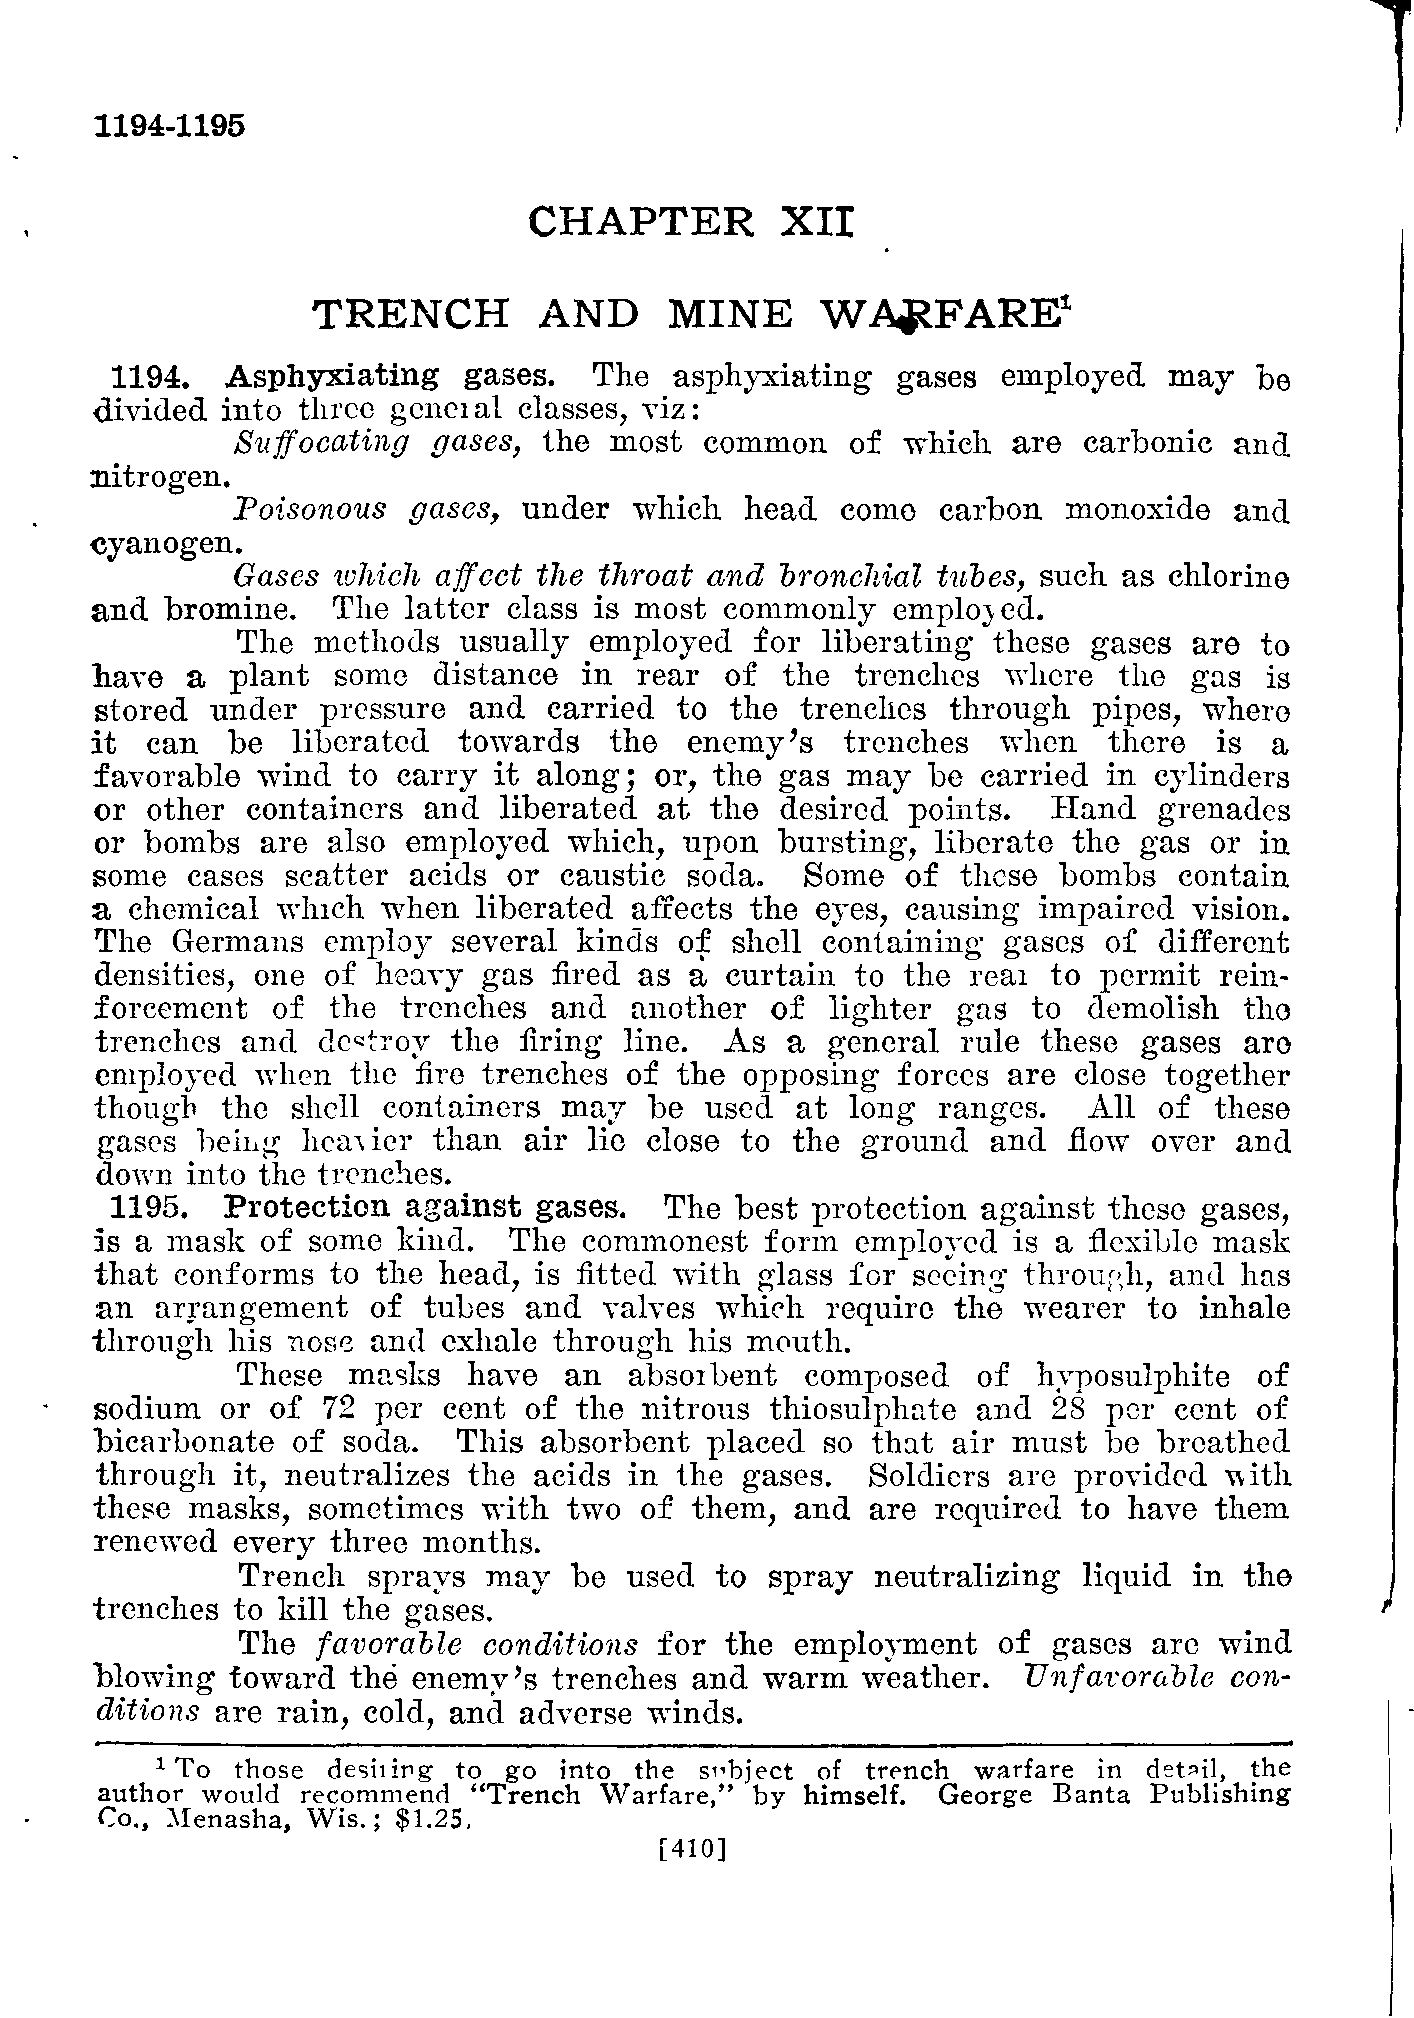 1194-1195
CHAPTER XII
TRENCH AND MINE WARFARE¹
1194. Asphyxiating gases. The asphyxiating gases employed may be
divided into three general classes, viz:
Suffocating gases, the most common of which are carbonic and
nitrogen.
Poisonous gases, under which head come carbon monoxide and
cyanogen.
Gases which affect the throat and bronchial tubes, such as chlorine
and bromine. The latter class is most commonly employed.
The methods usually employed for liberating these gases are to
have a plant some distance in rear of the trenches where the gas is
stored under pressure and carried to the trenches through pipes, where
it can be liberated towards the enemy's trenches when there is a
favorable wind to carry it along; or, the gas may be carried in cylinders
or other containers and liberated at the desired points. Hand grenades
or bombs are also employed which, upon bursting, liberate the gas or in
some cases scatter acids or caustic soda. Some of these bombs contain
a chemical which when liberated affects the eyes, causing impaired vision.
The Germans employ several kinds of shell containing gases of different
densities, one of heavy gas fired as a curtain to the rear to permit rein-
forcement of the trenches and another of lighter gas to demolish the
trenches and destroy the firing line. As a general rule these gases are
employed when the fire trenches of the opposing forces are close together
though the shell containers may be used at long ranges. All of these
gases being heavier than air lie close to the ground and flow over and
down into the trenches.
1195. Protection against gases. The best protection against these gases,
is a mask of some kind. The commonest form employed is a flexible mask
that conforms to the head, is fitted with glass for seeing through, and has
an arrangement of tubes and valves which require the wearer to inhale
through his nose and exhale through his mouth.
These masks have an absorbent composed of hyposulphite of
sodium or of 72 per cent of the nitrous thiosulphate and 28 per cent of
bicarbonate of soda. This absorbent placed so that air must be breathed
through it, neutralizes the acids in the gases. Soldiers are provided with
these masks, sometimes with two of them, and are required to have them
renewed every three months.
Trench sprays may be used to spray neutralizing liquid in the
trenches to kill the gases.
The favorable conditions for the employment of gases are wind
blowing toward the enemy's trenches and warm weather. Unfavorable con-
ditions are rain, cold, and adverse winds.
¹ To those desiring to go into the subject of trench warfare in detail, the
author would recommend "Trench Warfare," by himself. George Banta Publishing
Co., Menasha, Wis.; $1.25.
[410]